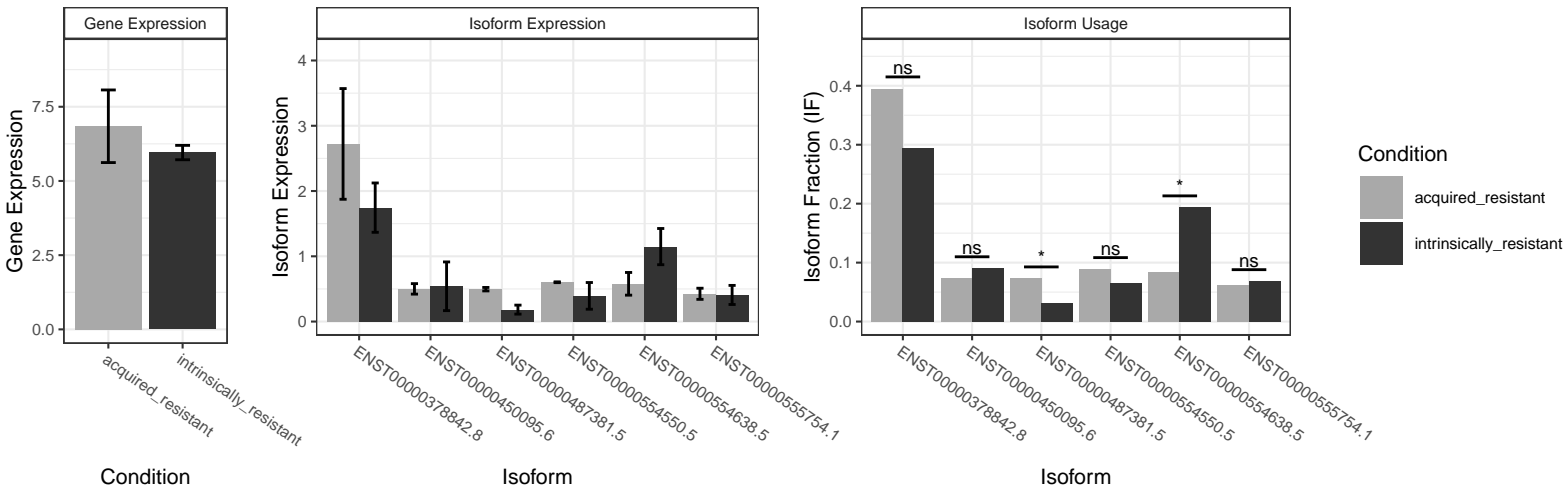 Gene Expression
Gene Expression
7.5
5.0
2.5
0.0
acquired_resistant
intrinsically_resistant
Condition
Isoform Expression
Isoform Expression
4
3
2
1
0
ENST00000378842.8
ENST00000450095.6
ENST00000487381.5
ENST00000554550.5
ENST00000554638.5
ENST00000555754.1
Isoform
Isoform Usage
Isoform Fraction (IF)
0.4
0.3
0.2
0.1
0.0
ns
ns
*
ns
*
ns
ENST00000378842.8
ENST00000450095.6
ENST00000487381.5
ENST00000554550.5
ENST00000554638.5
ENST00000555754.1
Isoform
Condition
acquired_resistant
intrinsically_resistant